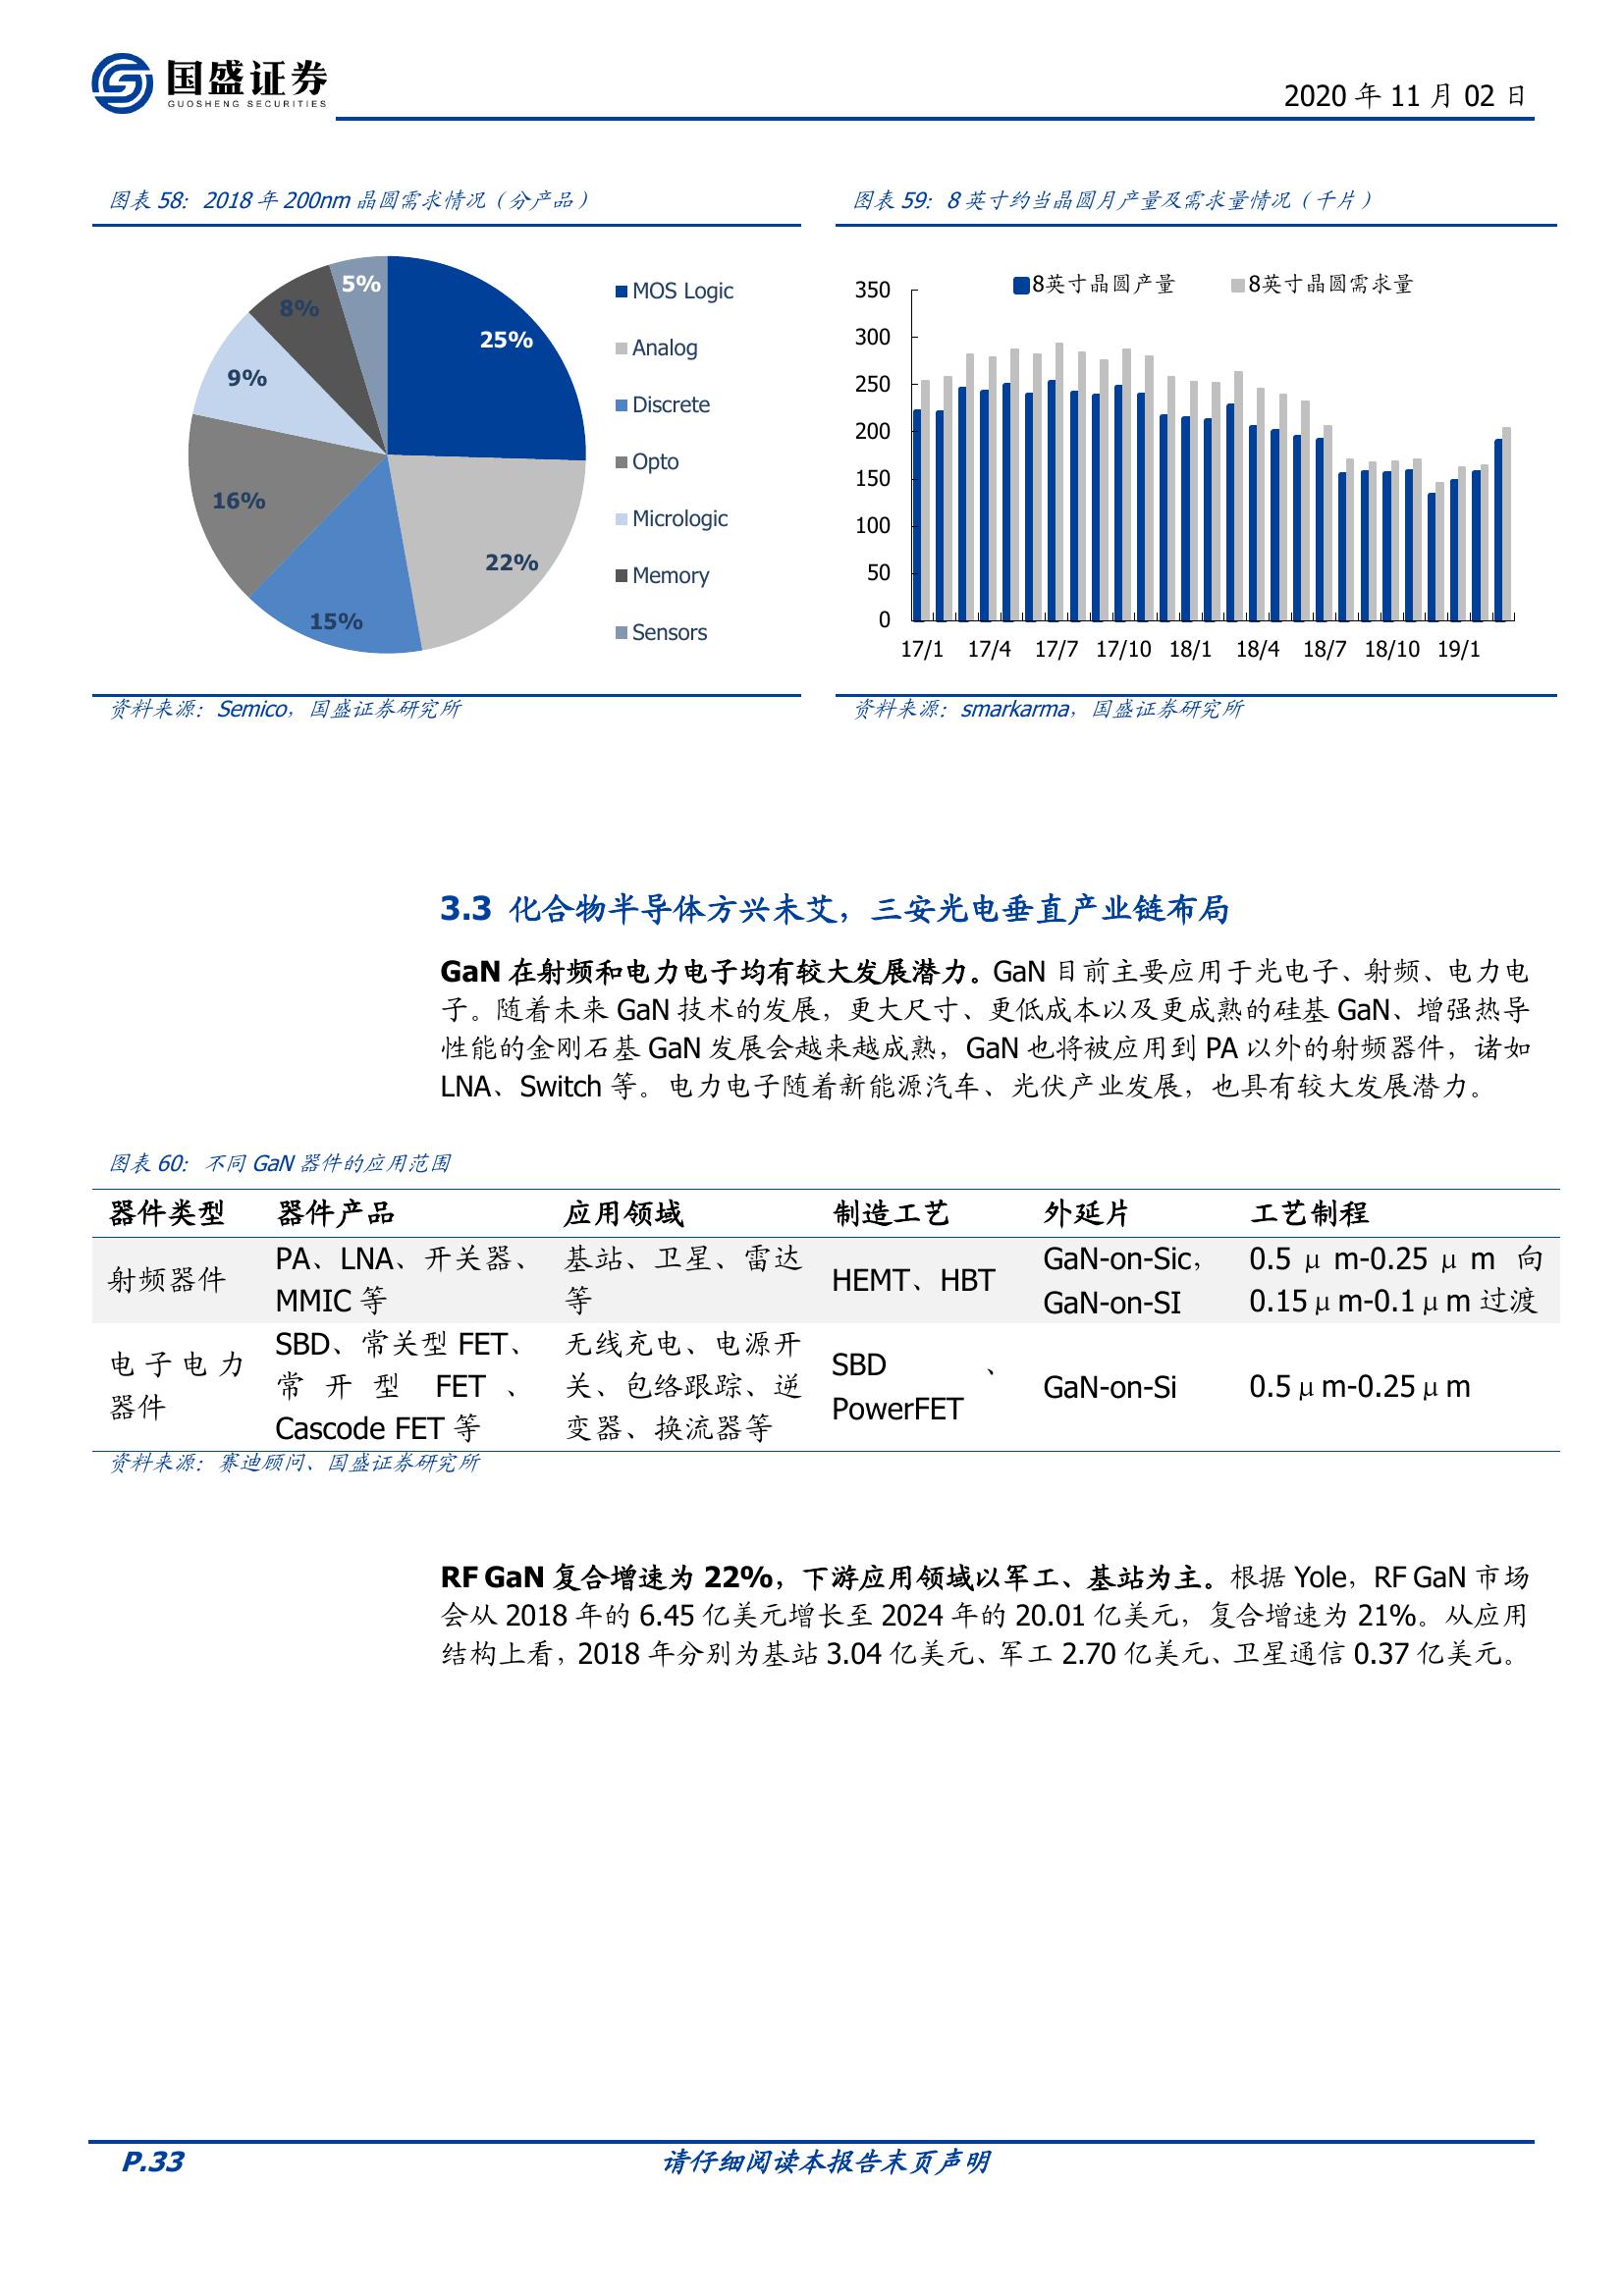 国盛证券
GUOSHENG SECURITIES
2020 年 11 月 02 日
图表 58：2018 年 200nm 晶圆需求情况（分产品）
25%
22%
15%
16%
9%
8%
5%
MOS Logic
Analog
Discrete
Opto
Micrologic
Memory
Sensors
资料来源：Semico，国盛证券研究所
图表 59：8 英寸约当晶圆月产量及需求量情况（千片）
8英寸晶圆产量 8英寸晶圆需求量
350
300
250
200
150
100
50
0
17/1 17/4 17/7 17/10 18/1 18/4 18/7 18/10 19/1
资料来源：smarkarma，国盛证券研究所
3.3 化合物半导体方兴未艾，三安光电垂直产业链布局
GaN 在射频和电力电子均有较大发展潜力。GaN 目前主要应用于光电子、射频、电力电
子。随着未来 GaN 技术的发展，更大尺寸、更低成本以及更成熟的硅基 GaN、增强热导
性能的金刚石基 GaN 发展会越来越成熟，GaN 也将被应用到 PA 以外的射频器件，诸如
LNA、Switch 等。电力电子随着新能源汽车、光伏产业发展，也具有较大发展潜力。
图表 60：不同 GaN 器件的应用范围
器件类型 器件产品 应用领域 制造工艺 外延片 工艺制程
射频器件
PA、LNA、开关器、
MMIC 等
基站、卫星、雷达
等
HEMT、HBT
GaN-on-Sic，
GaN-on-SI
0.5 μm-0.25 μm 向
0.15μm-0.1μm 过渡
电子电力
器件
SBD、常关型 FET、
常开型 FET、
Cascode FET 等
无线充电、电源开
关、包络跟踪、逆
变器、换流器等
SBD、
PowerFET
GaN-on-Si
0.5μm-0.25μm
资料来源：赛迪顾问、国盛证券研究所
RF GaN 复合增速为 22%，下游应用领域以军工、基站为主。根据 Yole，RF GaN 市场
会从 2018 年的 6.45 亿美元增长至 2024 年的 20.01 亿美元，复合增速为 21%。从应用
结构上看，2018 年分别为基站 3.04 亿美元、军工 2.70 亿美元、卫星通信 0.37 亿美元。
P.33
请仔细阅读本报告末页声明